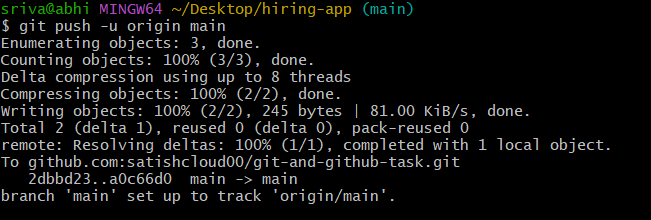 sriva@abhi MINGW64 ~/Desktop/hiring-app (main)
$ git push -u origin main
Enumerating objects: 3, done.
Counting objects: 100% (3/3), done.
Delta compression using up to 8 threads
Compressing objects: 100% (2/2), done.
Writing objects: 100% (2/2), 245 bytes | 81.00 KiB/s, done.
Total 2 (delta 1), reused 0 (delta 0), pack-reused 0
remote: Resolving deltas: 100% (1/1), completed with 1 local object.
To github.com:satishcloud00/git-and-github-task.git
   2dbbd23..a0c66d0  main -> main
branch 'main' set up to track 'origin/main'.